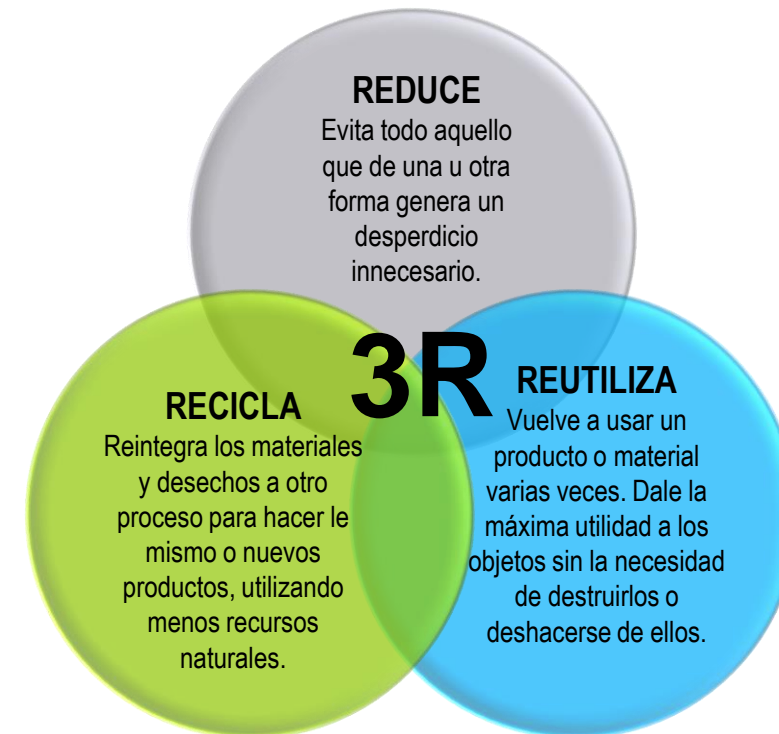 REDUCE
Evita todo aquello
que de una u otra
forma genera un
desperdicio
innecesario.
3R
RECICLA
Reintegra los materiales
y desechos a otro
proceso para hacer le
mismo o nuevos
productos, utilizando
menos recursos
naturales.
REUTILIZA
Vuelve a usar un
producto o material
varias veces. Dale la
máxima utilidad a los
objetos sin la necesidad
de destruirlos o
deshacerse de ellos.